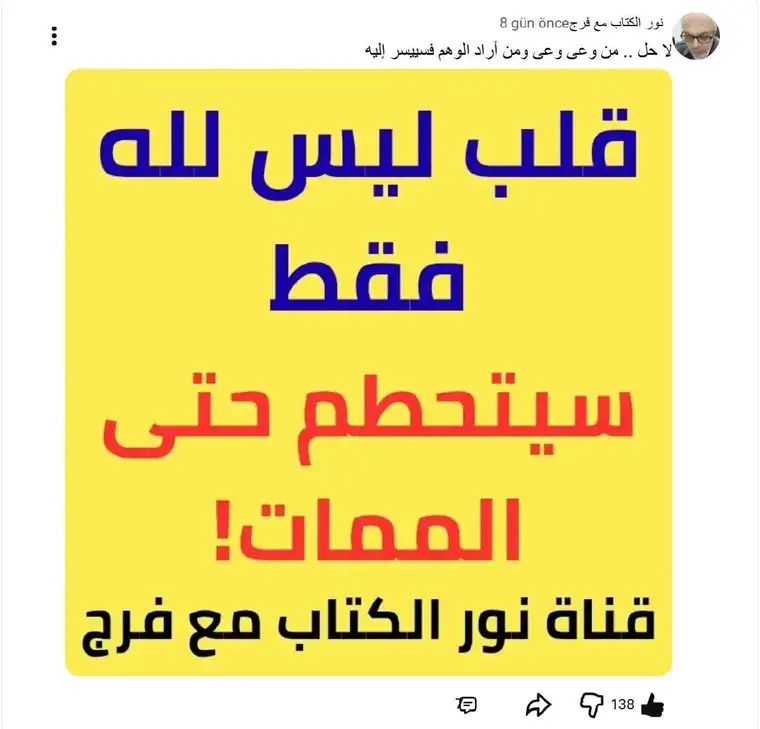 نور الكتاب مع فرج 8 gün önce
لا حل .. من وعى وعى ومن أراد الوهم فسييسر إليه
قلب ليس لله
فقط
سيتحطم حتى
الممات!
قناة نور الكتاب مع فرج
138